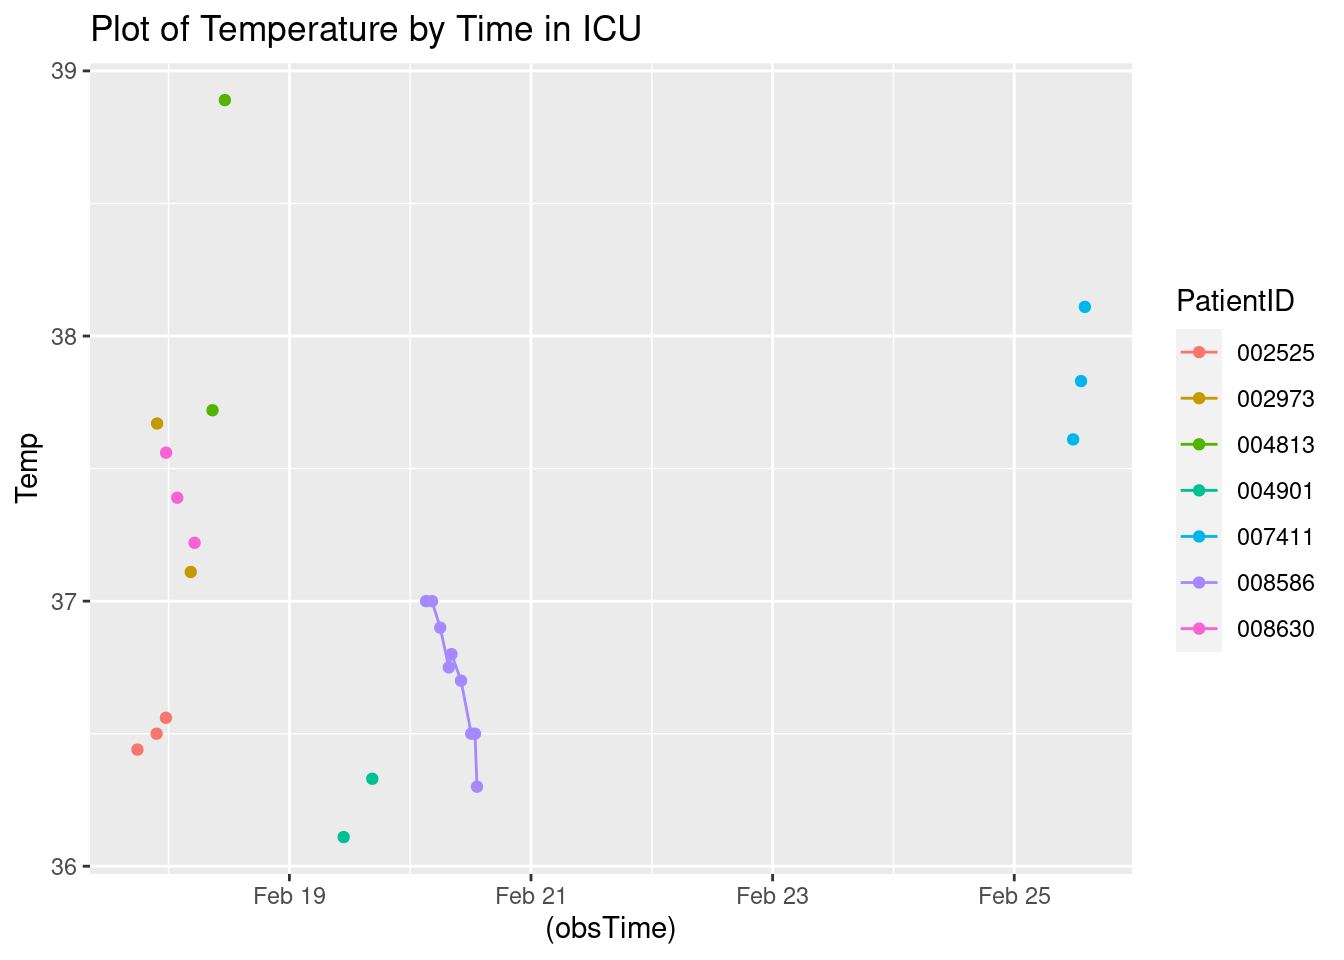 Plot of Temperature by Time in ICU
39
38
37
36
Temp
Feb 19
Feb 21
Feb 23
Feb 25
(obsTime)
PatientID
002525
002973
004813
004901
007411
008586
008630